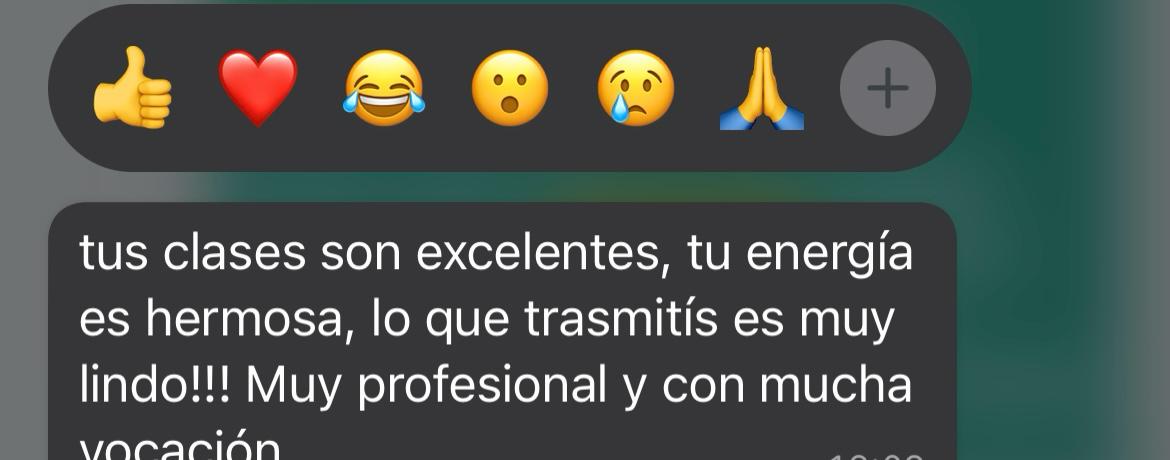 tus clases son excelentes, tu energía
es hermosa, lo que trasmitís es muy
lindo!!! Muy profesional y con mucha
vocación